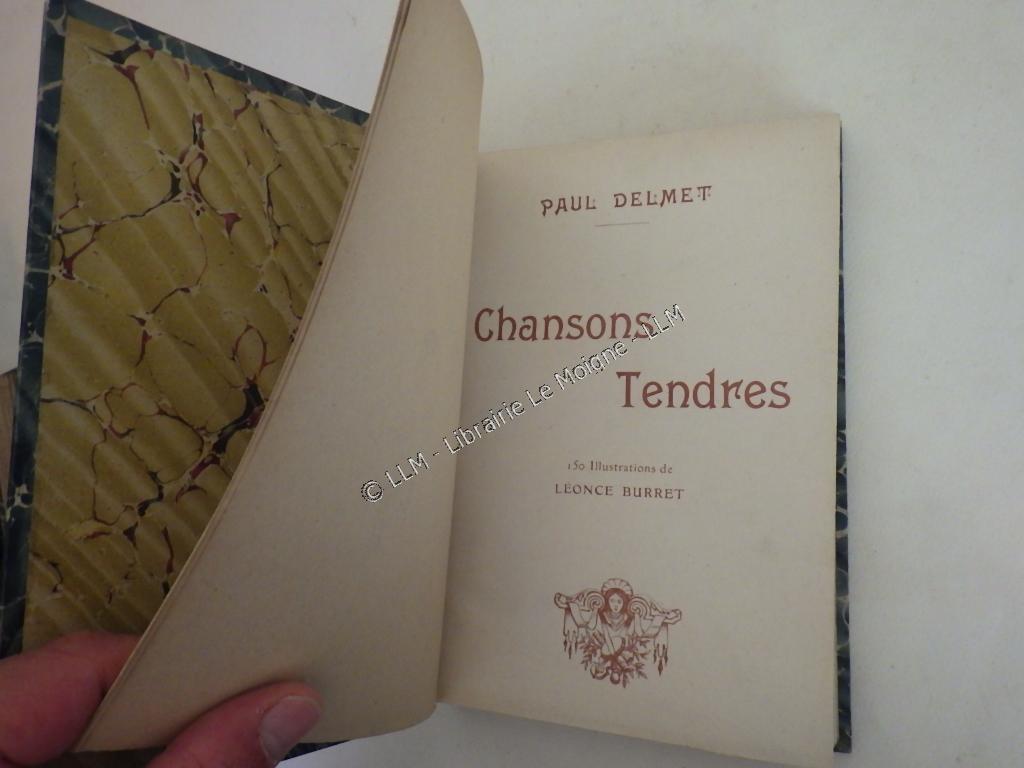 PAUL DELMET
Chansons
Tendres
150 Illustrations de
LÉONCE BURRET
© LLM - Librairie Le Moigne - LLM